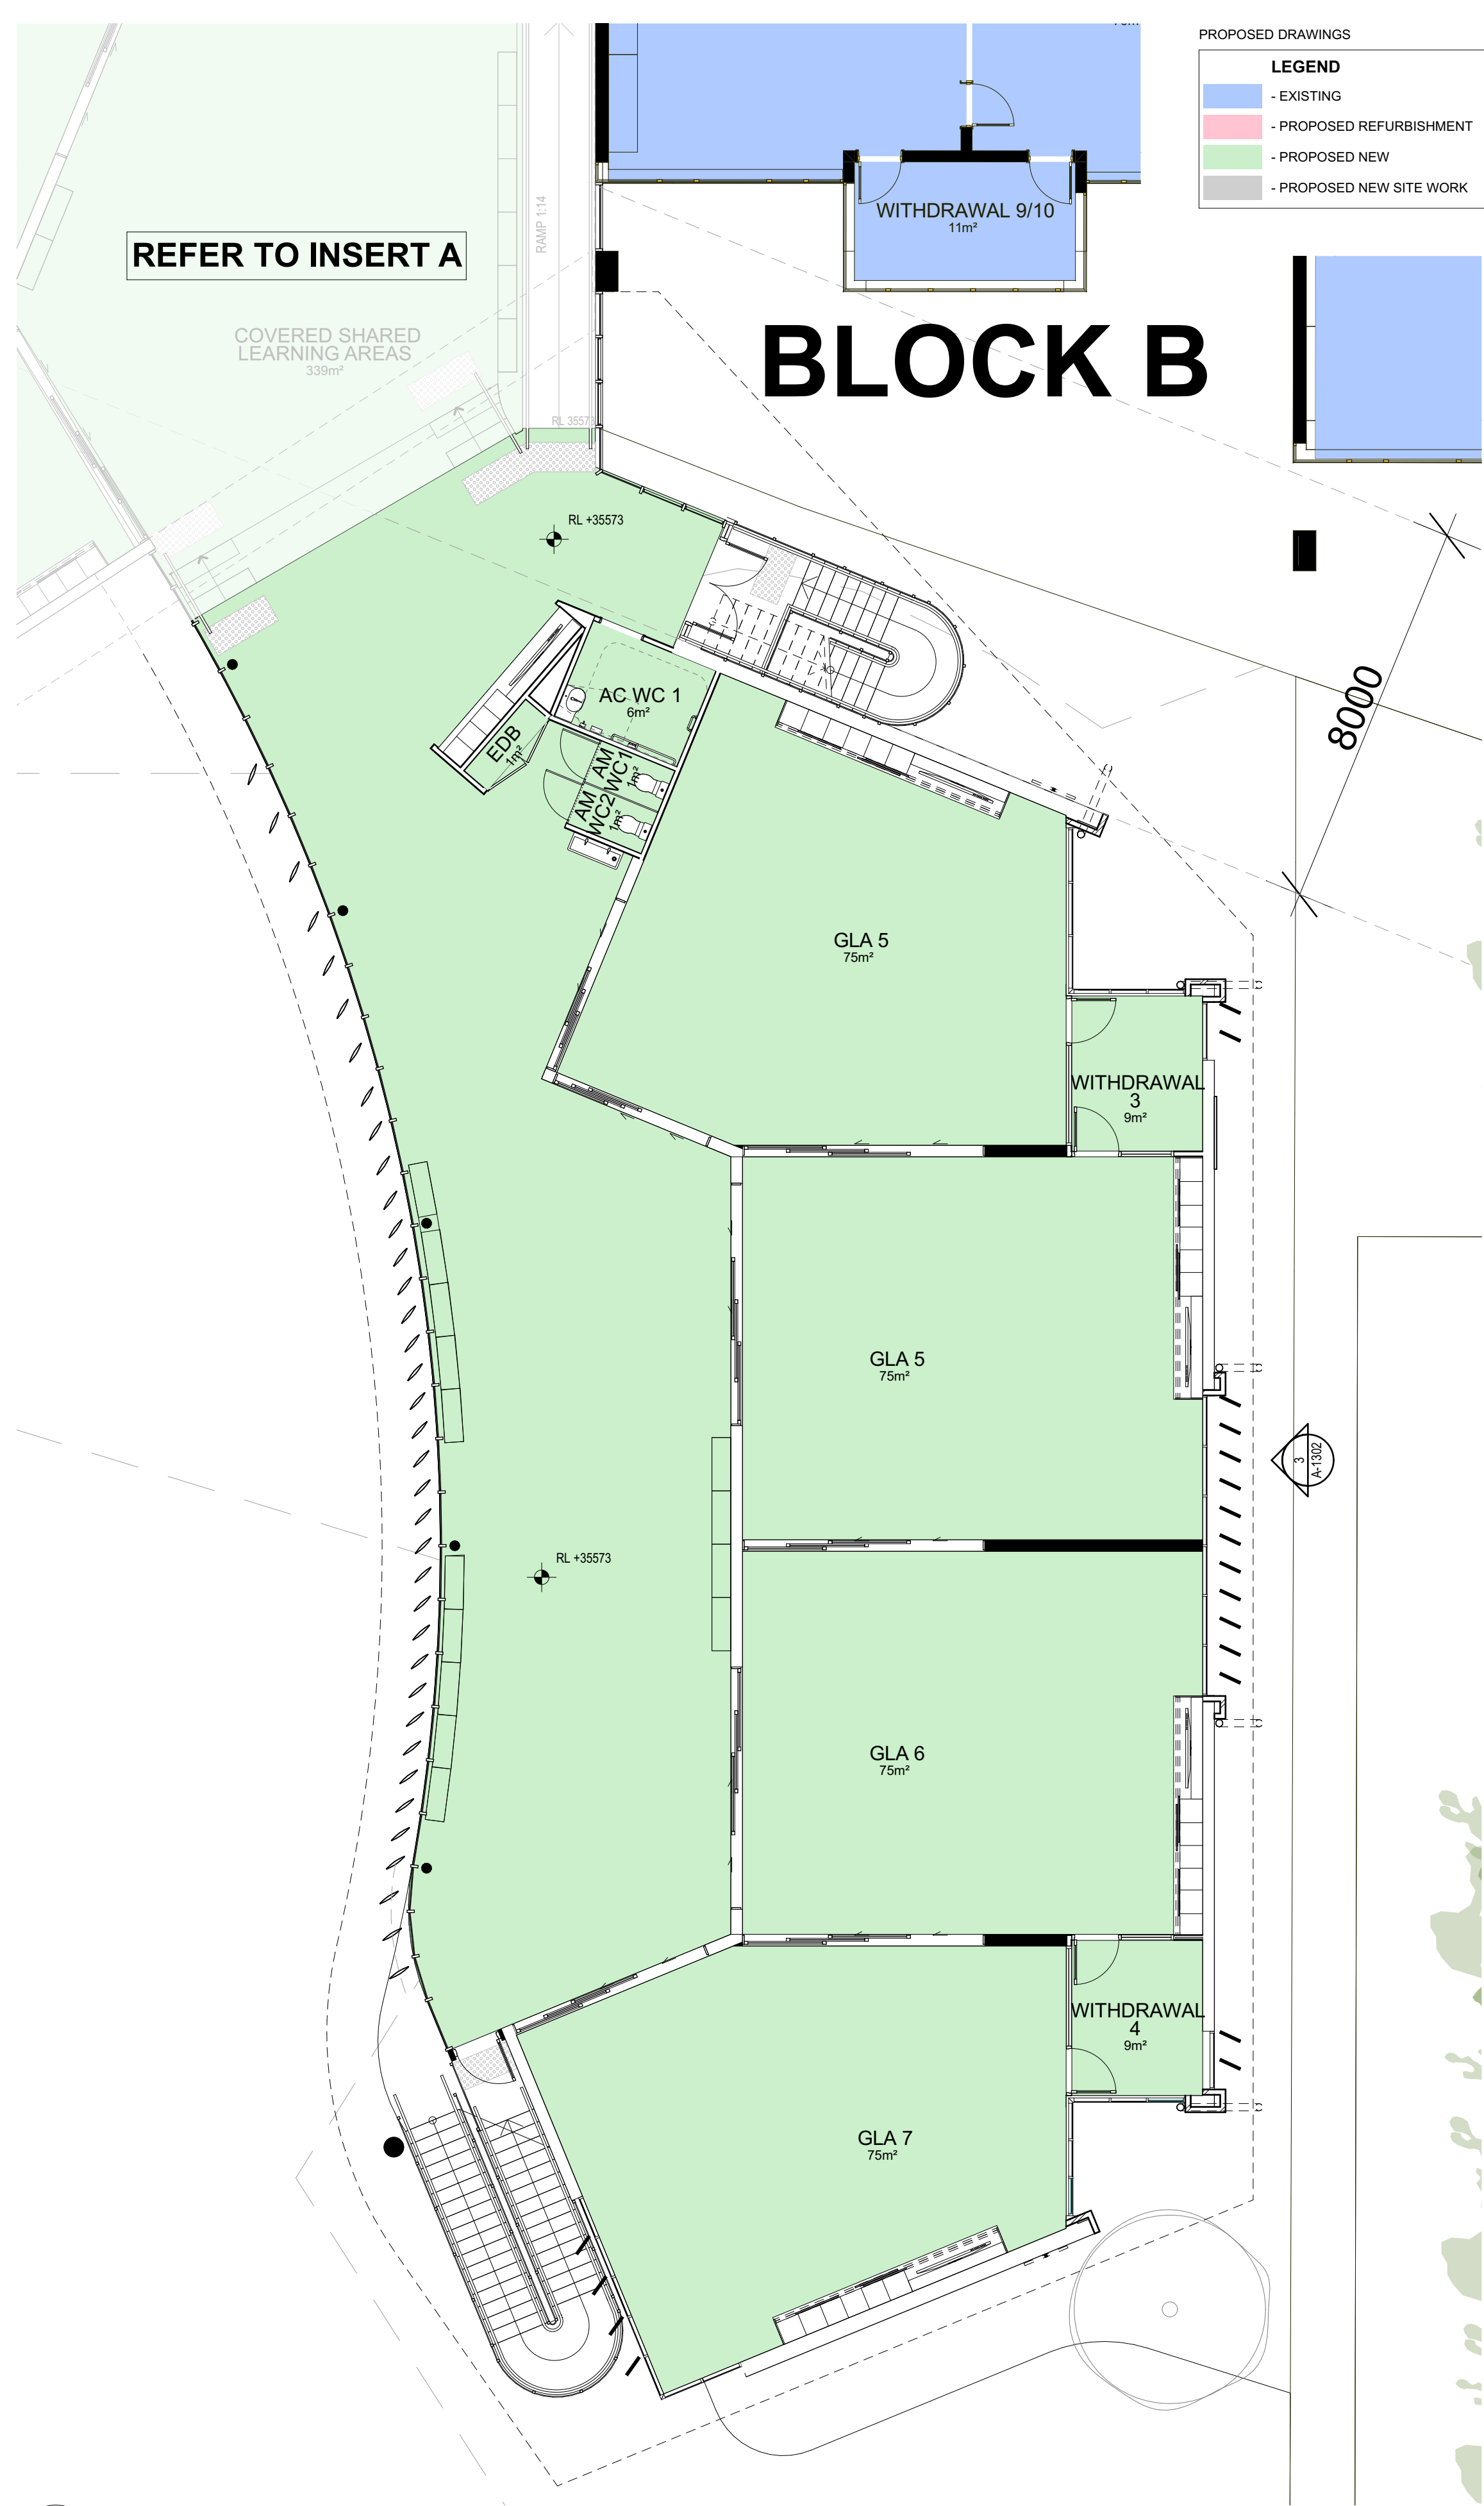 PROPOSED DRAWINGS
LEGEND
- EXISTING
- PROPOSED REFURBISHMENT
- PROPOSED NEW
- PROPOSED NEW SITE WORK
WITHDRAWAL 9/10
11m²
RAMP 1:14
REFER TO INSERT A
BLOCK B
COVERED SHARED
LEARNING AREAS
339m²
RL 35573
RL +35573
AC WC 1
6m²
EDB
1m²
AM
WC1
1m²
AM
WC2
1m²
8000
GLA 5
75m²
WITHDRAWAL
3
9m²
GLA 5
75m²
3
A-1302
RL +35573
GLA 6
75m²
WITHDRAWAL
4
9m²
GLA 7
75m²